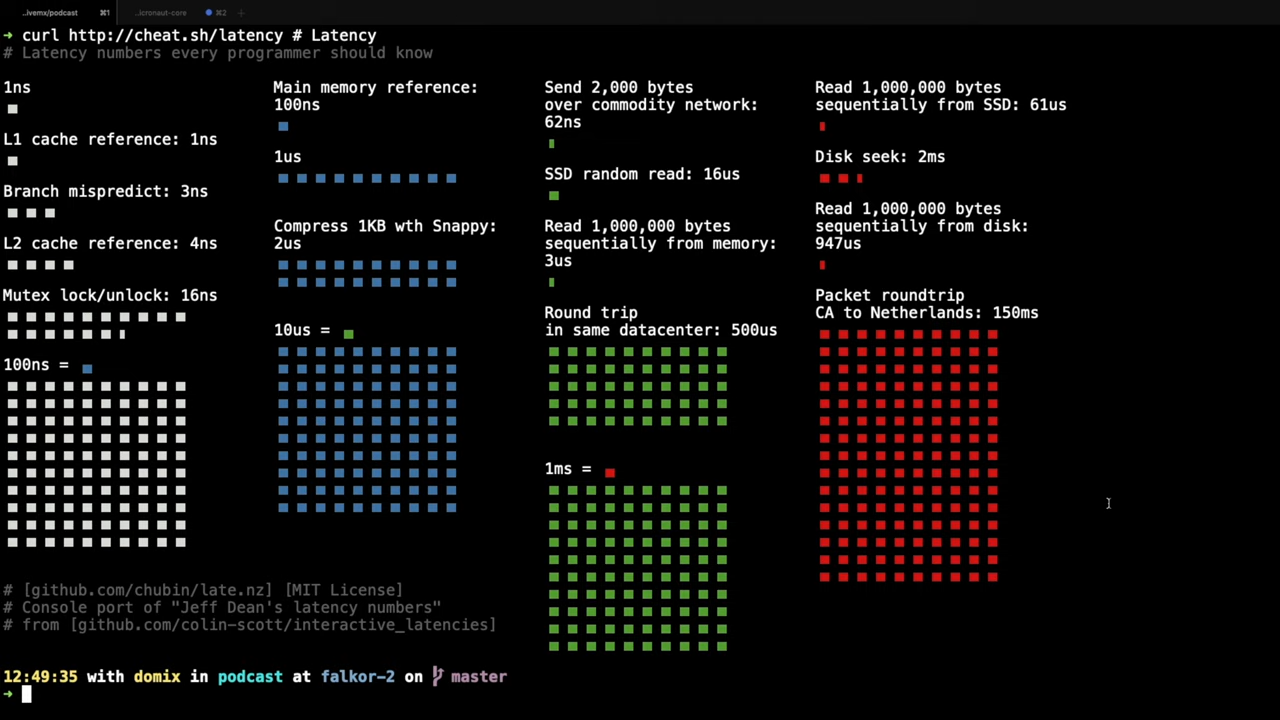 ..ivemx/podcast ⌘1 ..icronaut-core ⌘2 +
➜ curl http://cheat.sh/latency # Latency
# Latency numbers every programmer should know
1ns
L1 cache reference: 1ns
Branch mispredict: 3ns
L2 cache reference: 4ns
Mutex lock/unlock: 16ns
100ns =
Main memory reference:
100ns
1us
Compress 1KB wth Snappy:
2us
10us =
Send 2,000 bytes
over commodity network:
62ns
SSD random read: 16us
Read 1,000,000 bytes
sequentially from memory:
3us
Round trip
in same datacenter: 500us
1ms =
Read 1,000,000 bytes
sequentially from SSD: 61us
Disk seek: 2ms
Read 1,000,000 bytes
sequentially from disk:
947us
Packet roundtrip
CA to Netherlands: 150ms
# [github.com/chubin/late.nz] [MIT License]
# Console port of "Jeff Dean's latency numbers"
# from [github.com/colin-scott/interactive_latencies]
12:49:35 with domix in podcast at falkor-2 on master
➜